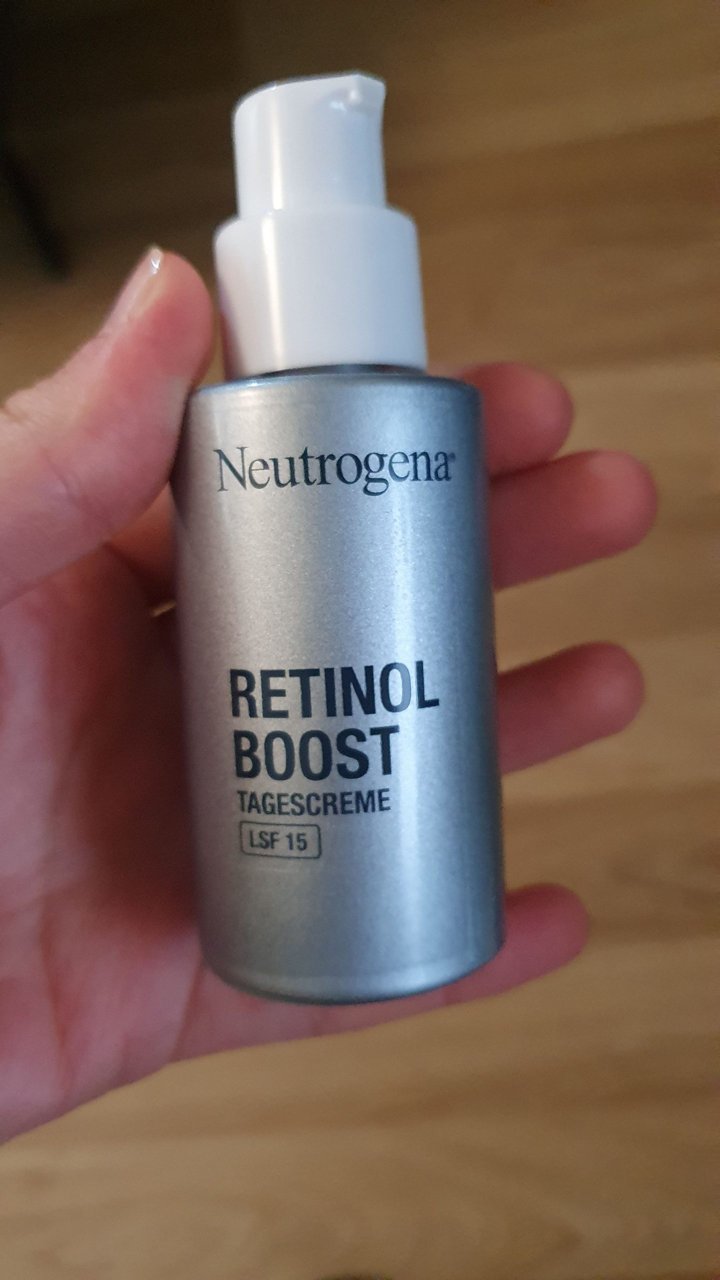 Neutrogena®
RETINOL
BOOST
TAGESCREME
LSF 15